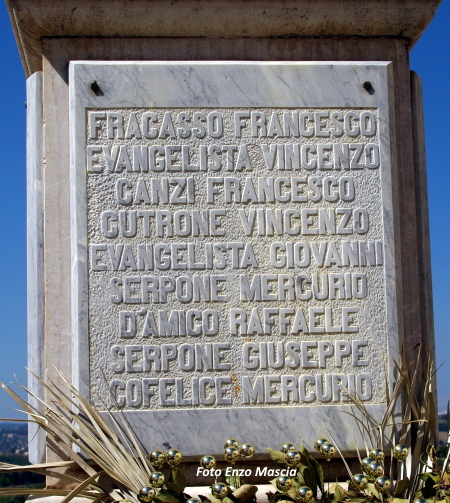 FRACASSO FRANCESCO
EVANGELISTA VINCENZO
CANZI FRANCESCO
CUTRONE VINCENZO
EVANGELISTA GIOVANNI
SERPONE MERCURIO
D'AMICO RAFFAELE
SERPONE GIUSEPPE
COFELICE MERCURIO
Foto Enzo Mascia